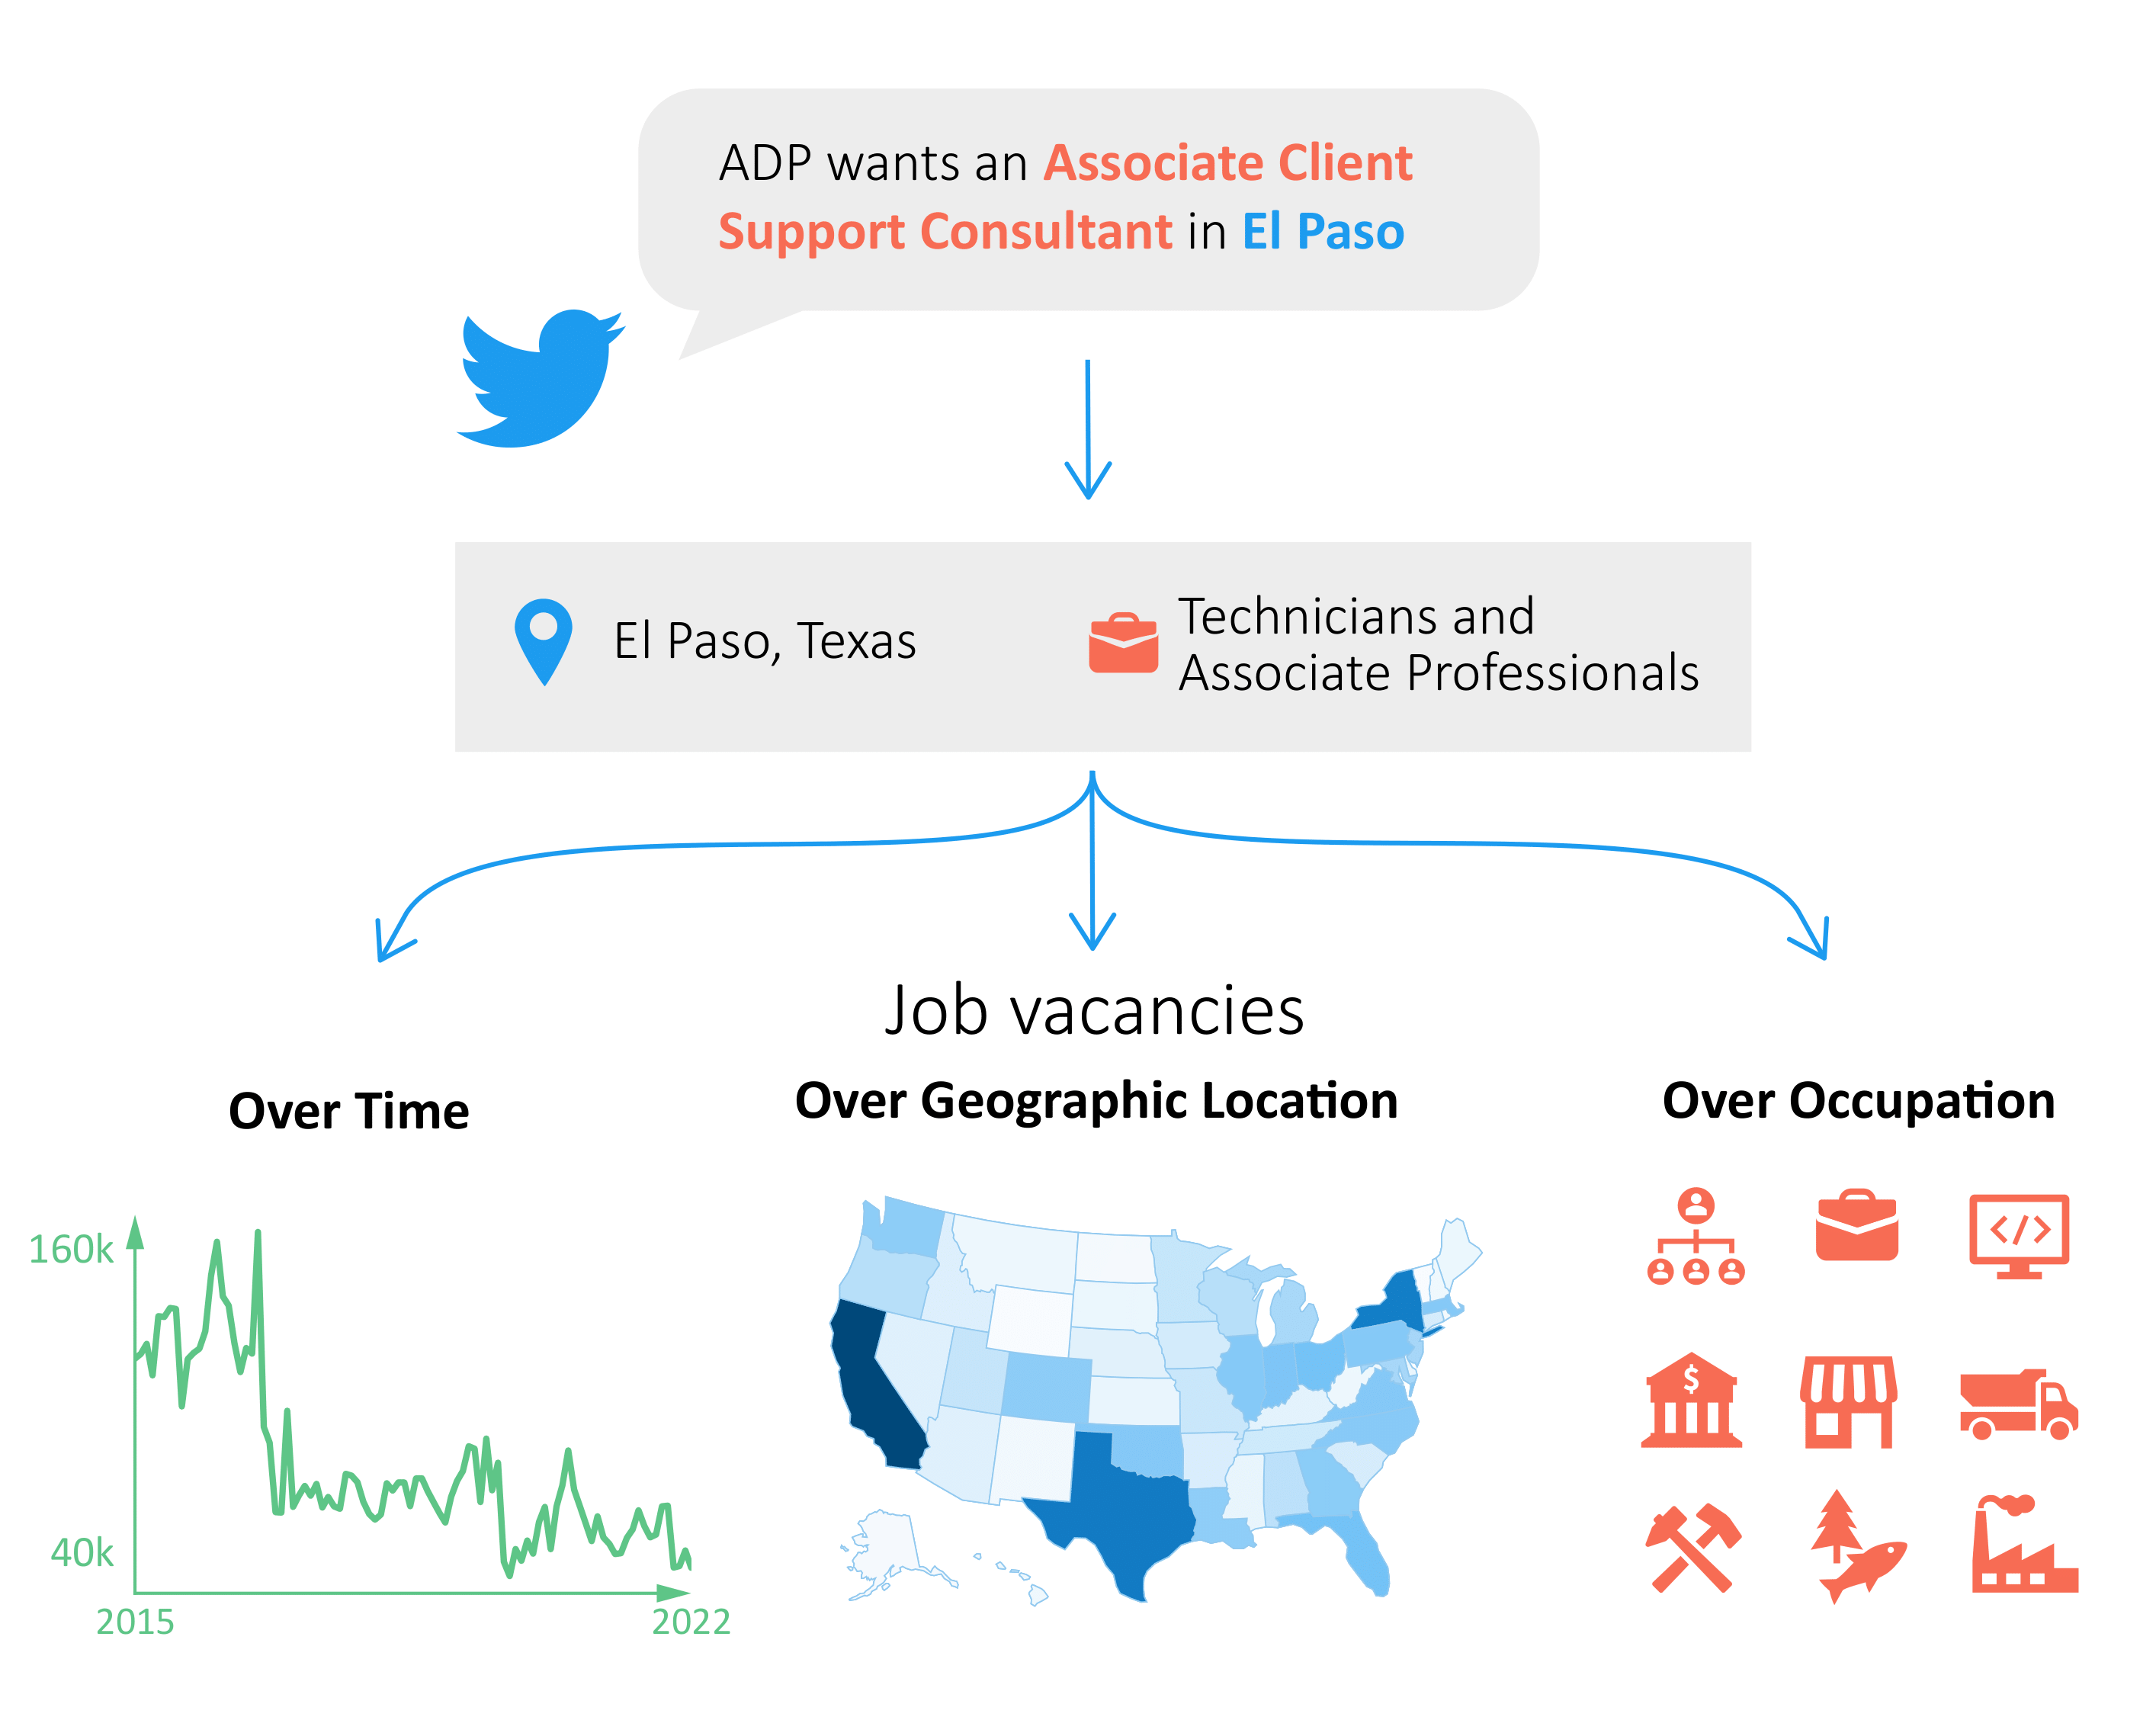 ADP wants an Associate Client
Support Consultant in El Paso
El Paso, Texas
Technicians and
Associate Professionals
Job vacancies
Over Time
Over Geographic Location
Over Occupation
160k
40k
2015
2022
$